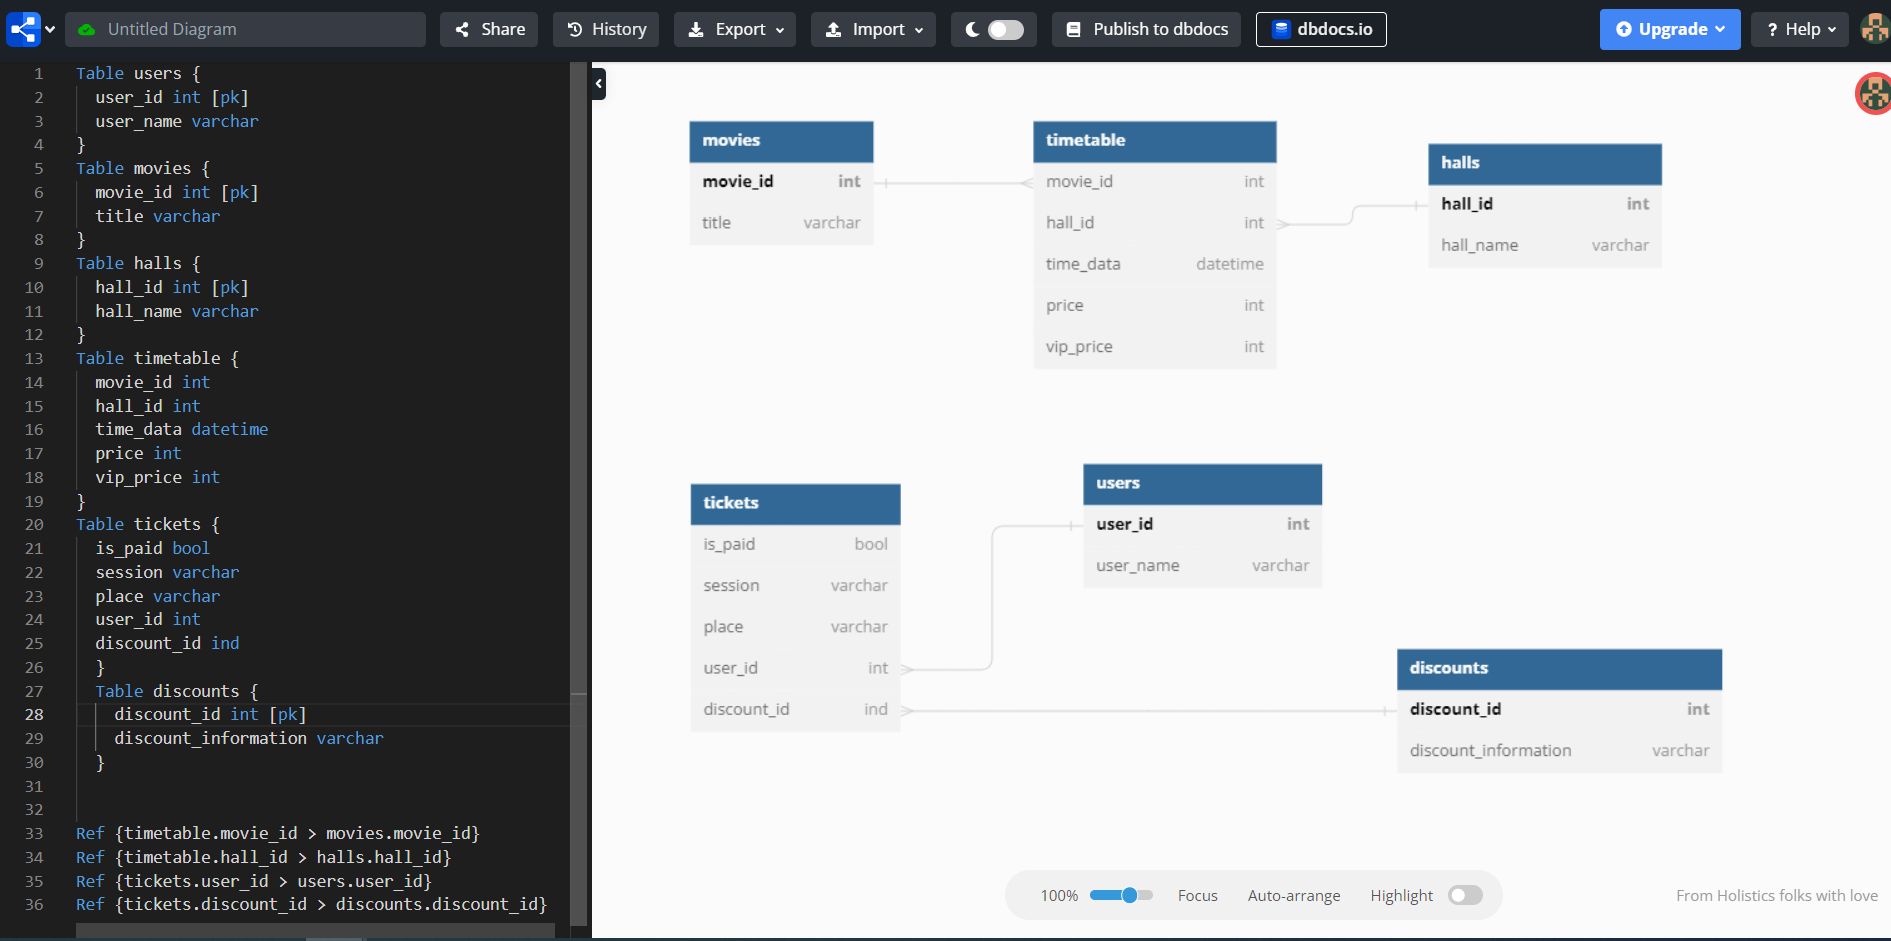 Untitled Diagram
Share
History
Export
Import
Publish to dbdocs
dbdocs.io
Upgrade
? Help
1 Table users {
2 user_id int [pk]
3 user_name varchar
4 }
5 Table movies {
6 movie_id int [pk]
7 title varchar
8 }
9 Table halls {
10 hall_id int [pk]
11 hall_name varchar
12 }
13 Table timetable {
14 movie_id int
15 hall_id int
16 time_data datetime
17 price int
18 vip_price int
19 }
20 Table tickets {
21 is_paid bool
22 session varchar
23 place varchar
24 user_id int
25 discount_id ind
26 }
27 Table discounts {
28 discount_id int [pk]
29 discount_information varchar
30 }
31
32
33 Ref {timetable.movie_id > movies.movie_id}
34 Ref {timetable.hall_id > halls.hall_id}
35 Ref {tickets.user_id > users.user_id}
36 Ref {tickets.discount_id > discounts.discount_id}
movies
movie_id int
title varchar
timetable
movie_id int
hall_id int
time_data datetime
price int
vip_price int
halls
hall_id int
hall_name varchar
tickets
is_paid bool
session varchar
place varchar
user_id int
discount_id ind
users
user_id int
user_name varchar
discounts
discount_id int
discount_information varchar
100%
Focus
Auto-arrange
Highlight
From Holistics folks with love